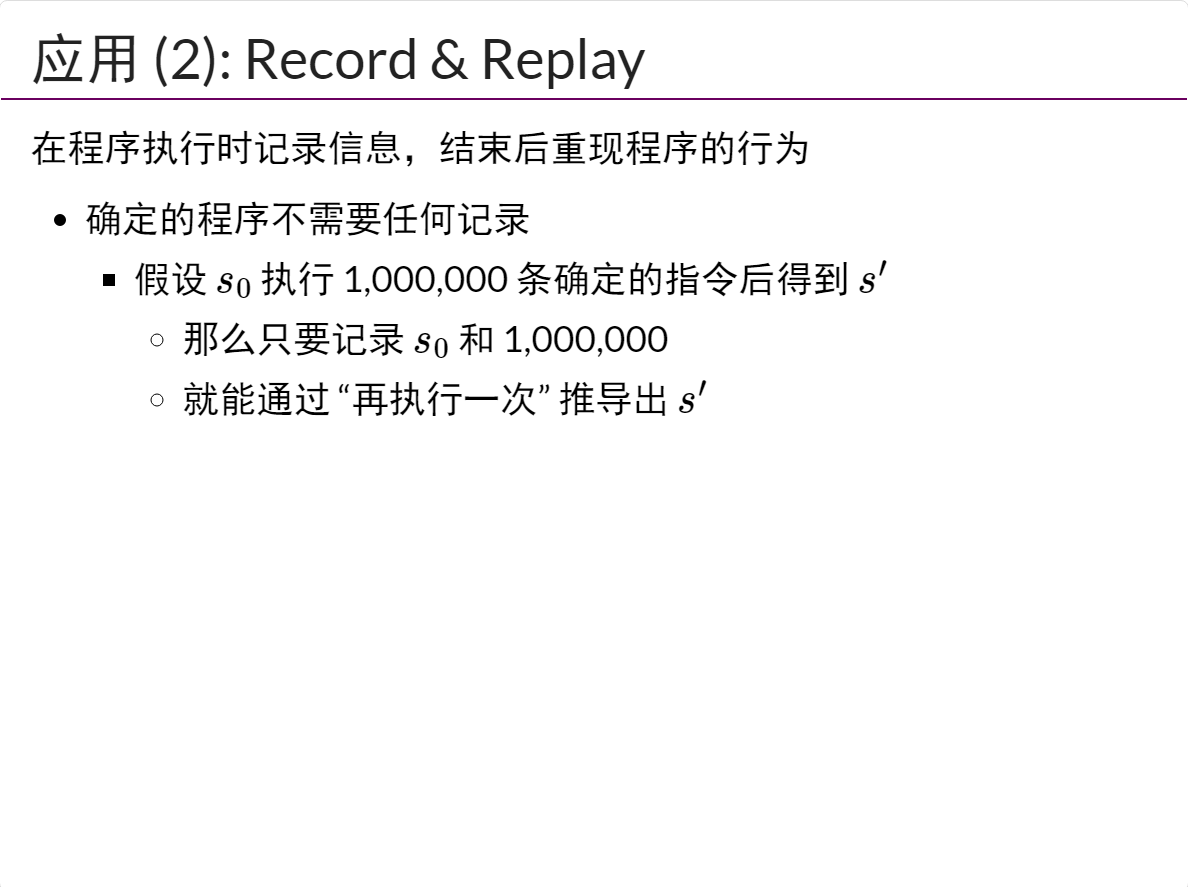 应用 (2): Record & Replay
在程序执行时记录信息，结束后重现程序的行为
• 确定的程序不需要任何记录
▪ 假设 s₀ 执行 1,000,000 条确定的指令后得到 s′
○ 那么只要记录 s₀ 和 1,000,000
○ 就能通过 “再执行一次” 推导出 s′